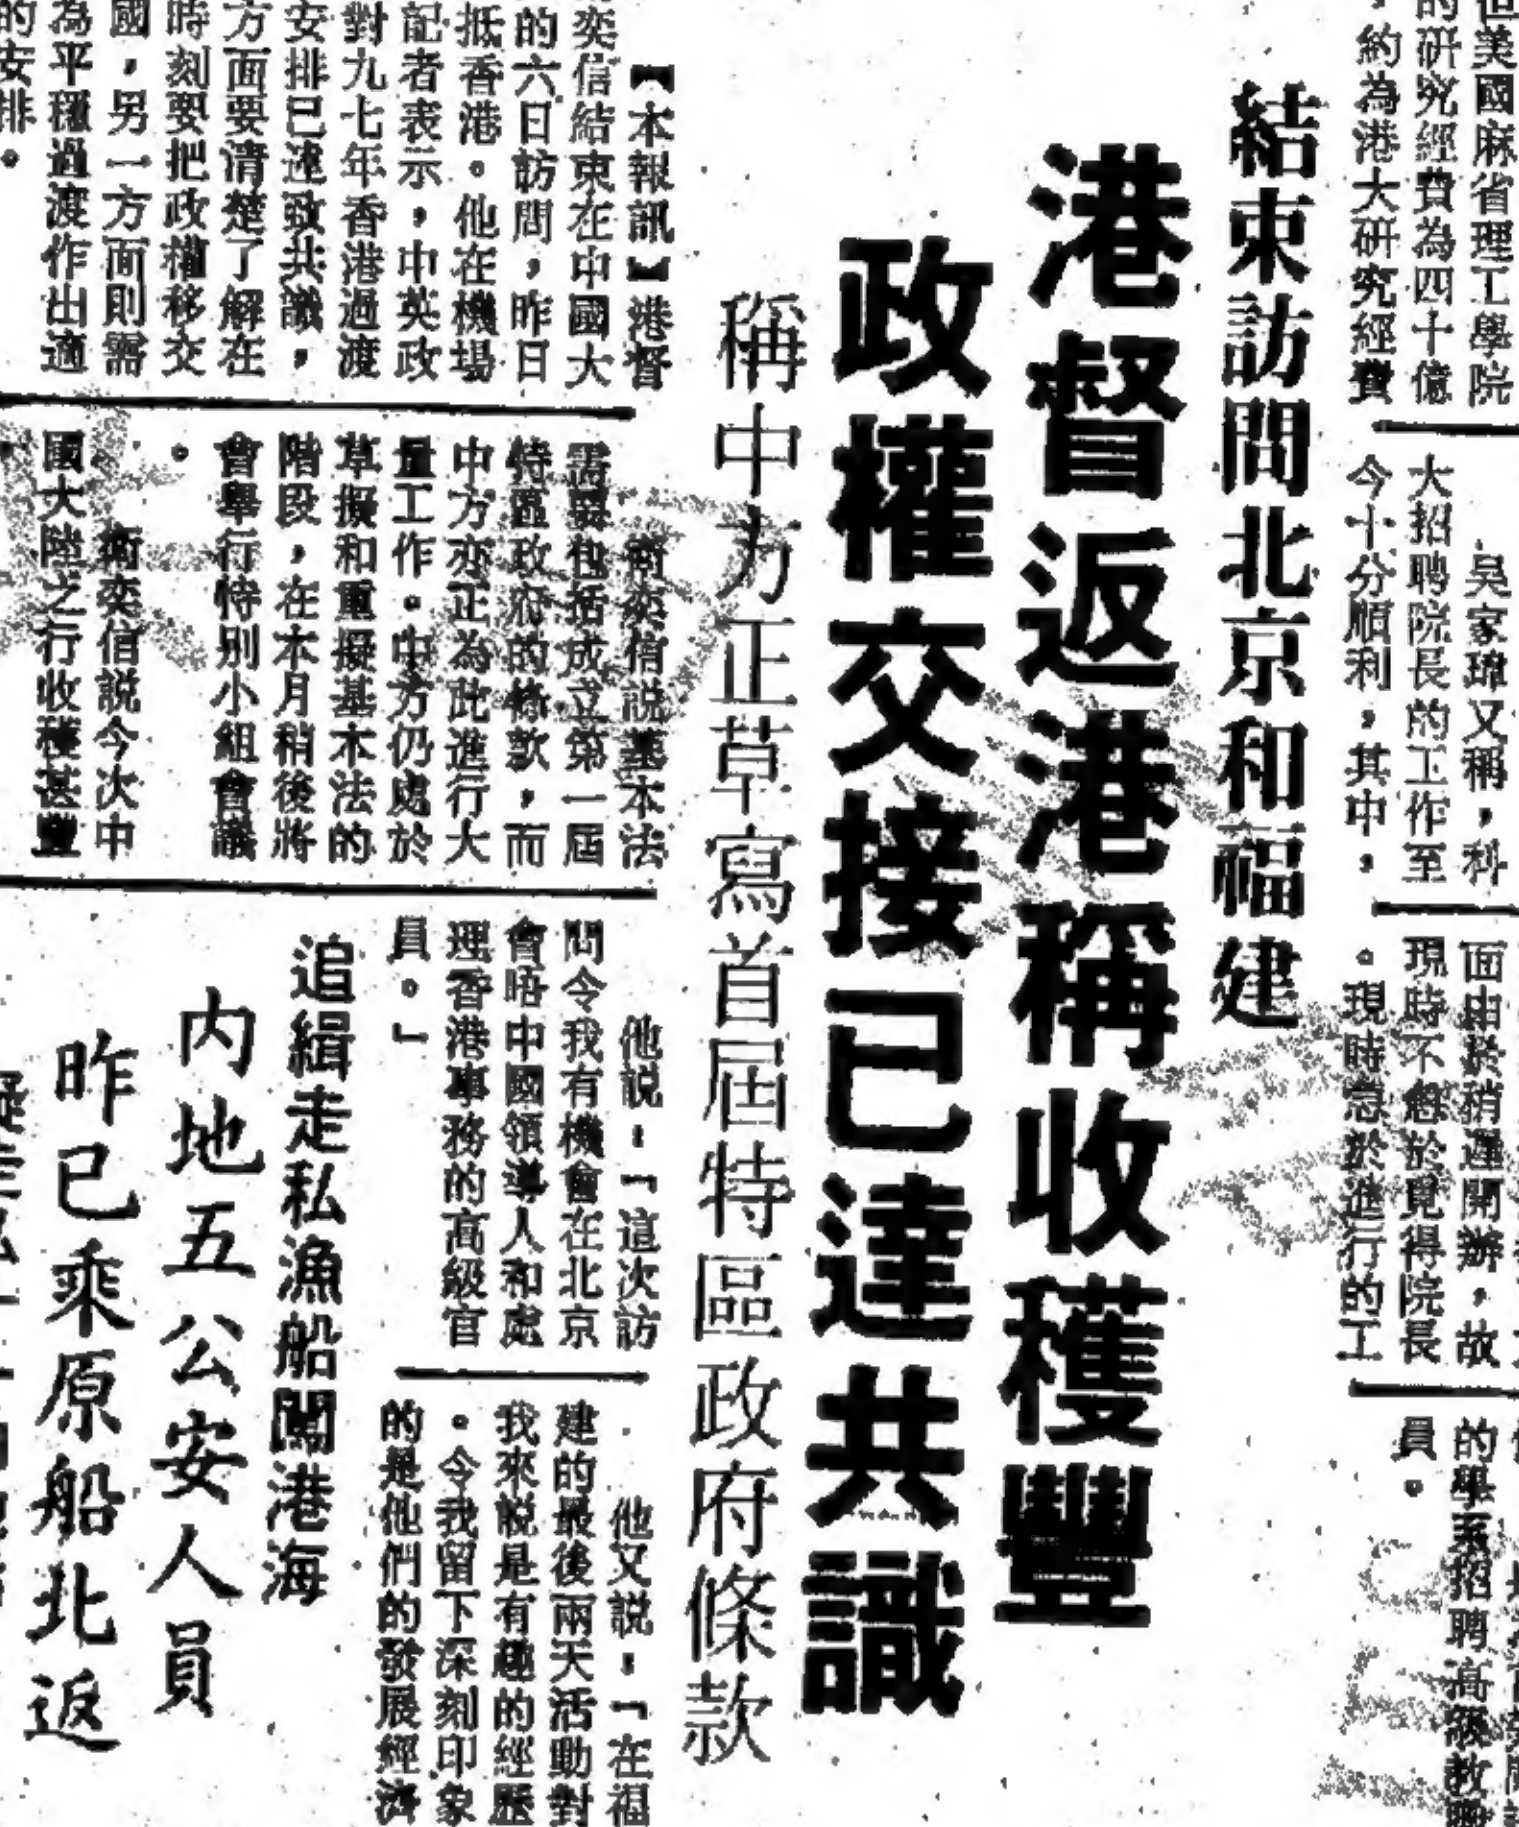 但美國麻省理工學院
的研究經費為四十億
，約為港大研究經費
吳家瑋又稱，科
大招聘院長的工作至
今十分順利，其中，
面由於稍遲開辦，故
現時不急於覓得院長
。現時急於進行的工
的學系招聘高級教職
員。
結束訪問北京和福建
港督返港稱收穫豐
政權交接已達共識
稱中方正草寫首屆特區政府條款
【本報訊】港督
奕信結束在中國大
的六日訪問，昨日
抵香港。他在機場
記者表示，中英政
對九七年香港過渡
安排已達致共識，
方面要清楚了解在
時刻要把政權移交
國，另一方面則需
為平穩過渡作出適
的安排。
衛奕信說基本法
需要包括成立第一屆
特區政府的條款，而
中方亦正為此進行大
量工作。中方仍處於
草擬和重擬基本法的
階段，在本月稍後將
會舉行特別小組會議
。
衛奕信說今次中
國大陸之行收穫甚豐
他說：「這次訪
問令我有機會在北京
會晤中國領導人和處
理香港事務的高級官
員。」
他又說：「在福
建的最後兩天活動對
我來說是有趣的經歷
。令我留下深刻印象
的是他們的發展經濟
追緝走私漁船闖港海
內地五公安人員
昨已乘原船北返